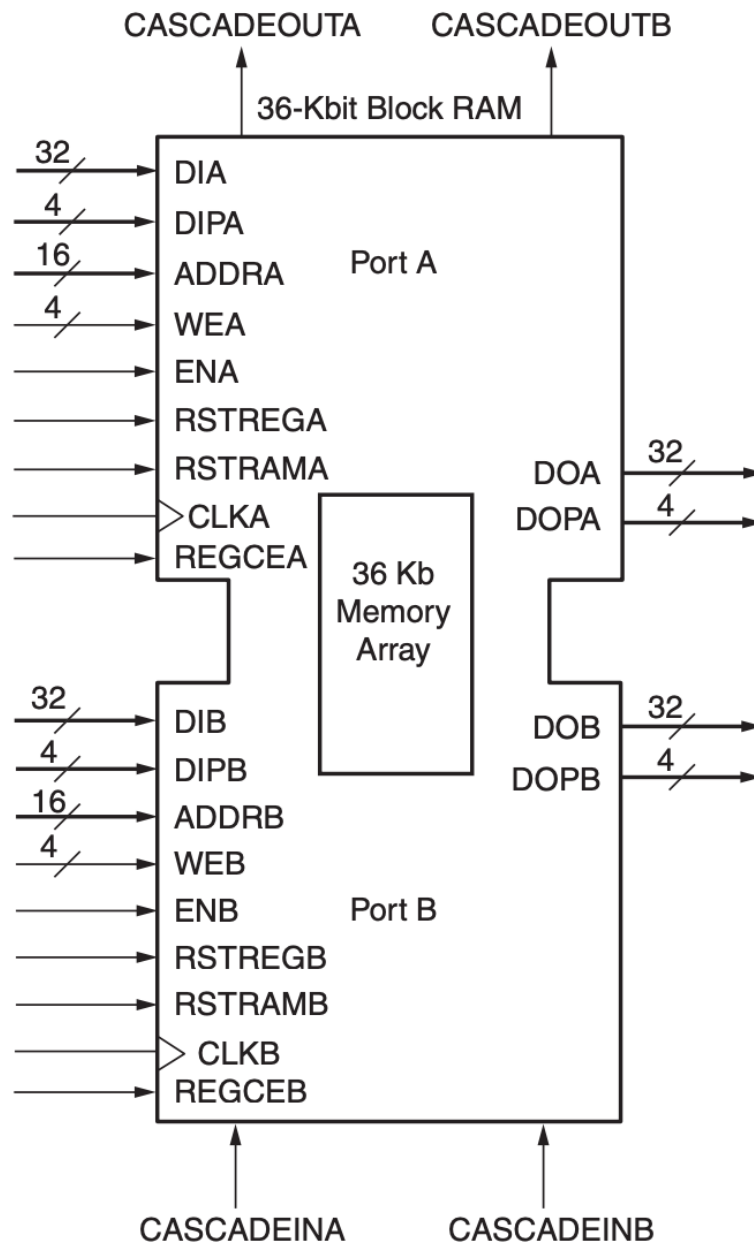 CASCADEOUTA CASCADEOUTB
36-Kbit Block RAM
32 DIA
4 DIPA
Port A
16 ADDRA
4 WEA
ENA
RSTREGA
RSTRAMA
DOA 32
CLKA
DOPA 4
REGCEA
36 Kb
Memory
Array
32 DIB
DOB 32
4 DIPB
DOPB 4
16 ADDRB
4 WEB
ENB
Port B
RSTREGB
RSTRAMB
CLKB
REGCEB
CASCADEINA CASCADEINB